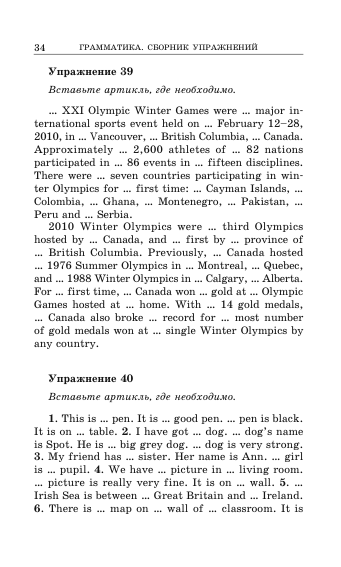 34
ГРАММАТИКА. СБОРНИК УПРАЖНЕНИЙ
Упражнение 39
Вставьте артикль, где необходимо.
... XXI Olympic Winter Games were ... major in-
ternational sports event held on ... February 12–28,
2010, in ... Vancouver, ... British Columbia, ... Canada.
Approximately ... 2,600 athletes of ... 82 nations
participated in ... 86 events in ... fifteen disciplines.
There were ... seven countries participating in win-
ter Olympics for ... first time: ... Cayman Islands, ...
Colombia, ... Ghana, ... Montenegro, ... Pakistan, ...
Peru and ... Serbia.
2010 Winter Olympics were ... third Olympics
hosted by ... Canada, and ... first by ... province of
... British Columbia. Previously, ... Canada hosted
... 1976 Summer Olympics in ... Montreal, ... Quebec,
and ... 1988 Winter Olympics in ... Calgary, ... Alberta.
For ... first time, ... Canada won ... gold at ... Olympic
Games hosted at ... home. With ... 14 gold medals,
... Canada also broke ... record for ... most number
of gold medals won at ... single Winter Olympics by
any country.
Упражнение 40
Вставьте артикль, где необходимо.
1. This is ... pen. It is ... good pen. ... pen is black.
It is on ... table. 2. I have got ... dog. ... dog's name
is Spot. He is ... big grey dog. ... dog is very strong.
3. My friend has ... sister. Her name is Ann. ... girl
is ... pupil. 4. We have ... picture in ... living room.
... picture is really very fine. It is on ... wall. 5. ...
Irish Sea is between ... Great Britain and ... Ireland.
6. There is ... map on ... wall of ... classroom. It is